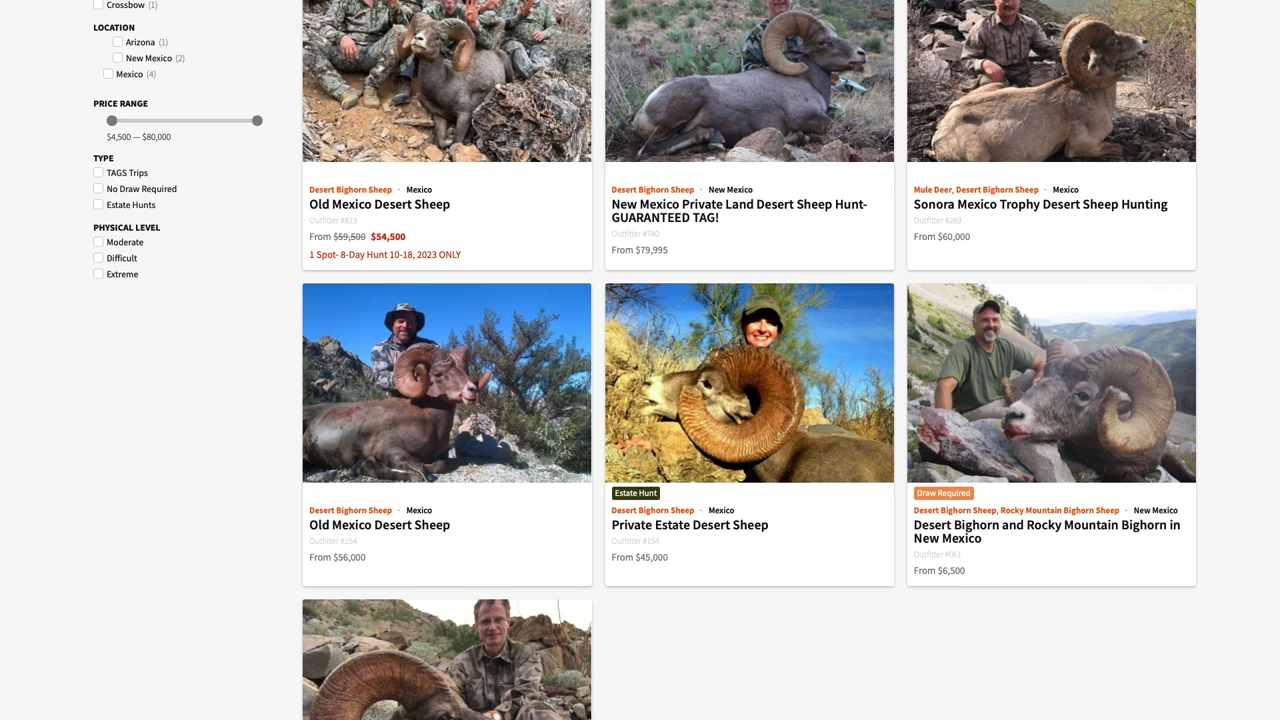 Crossbow (1)
LOCATION
Arizona (1)
New Mexico (2)
Mexico (4)
PRICE RANGE
$4,500 — $80,000
TYPE
TAGS Trips
No Draw Required
Estate Hunts
PHYSICAL LEVEL
Moderate
Difficult
Extreme
Desert Bighorn Sheep · Mexico
Old Mexico Desert Sheep
Outfitter #823
From $59,500 $54,500
1 Spot- 8-Day Hunt 10-18, 2023 ONLY
Desert Bighorn Sheep · New Mexico
New Mexico Private Land Desert Sheep Hunt-
GUARANTEED TAG!
Outfitter #740
From $79,995
Mule Deer, Desert Bighorn Sheep · Mexico
Sonora Mexico Trophy Desert Sheep Hunting
Outfitter #289
From $60,000
Desert Bighorn Sheep · Mexico
Old Mexico Desert Sheep
Outfitter #154
From $56,000
Estate Hunt
Desert Bighorn Sheep · Mexico
Private Estate Desert Sheep
Outfitter #154
From $45,000
Draw Required
Desert Bighorn Sheep, Rocky Mountain Bighorn Sheep · New Mexico
Desert Bighorn and Rocky Mountain Bighorn in
New Mexico
Outfitter #061
From $6,500